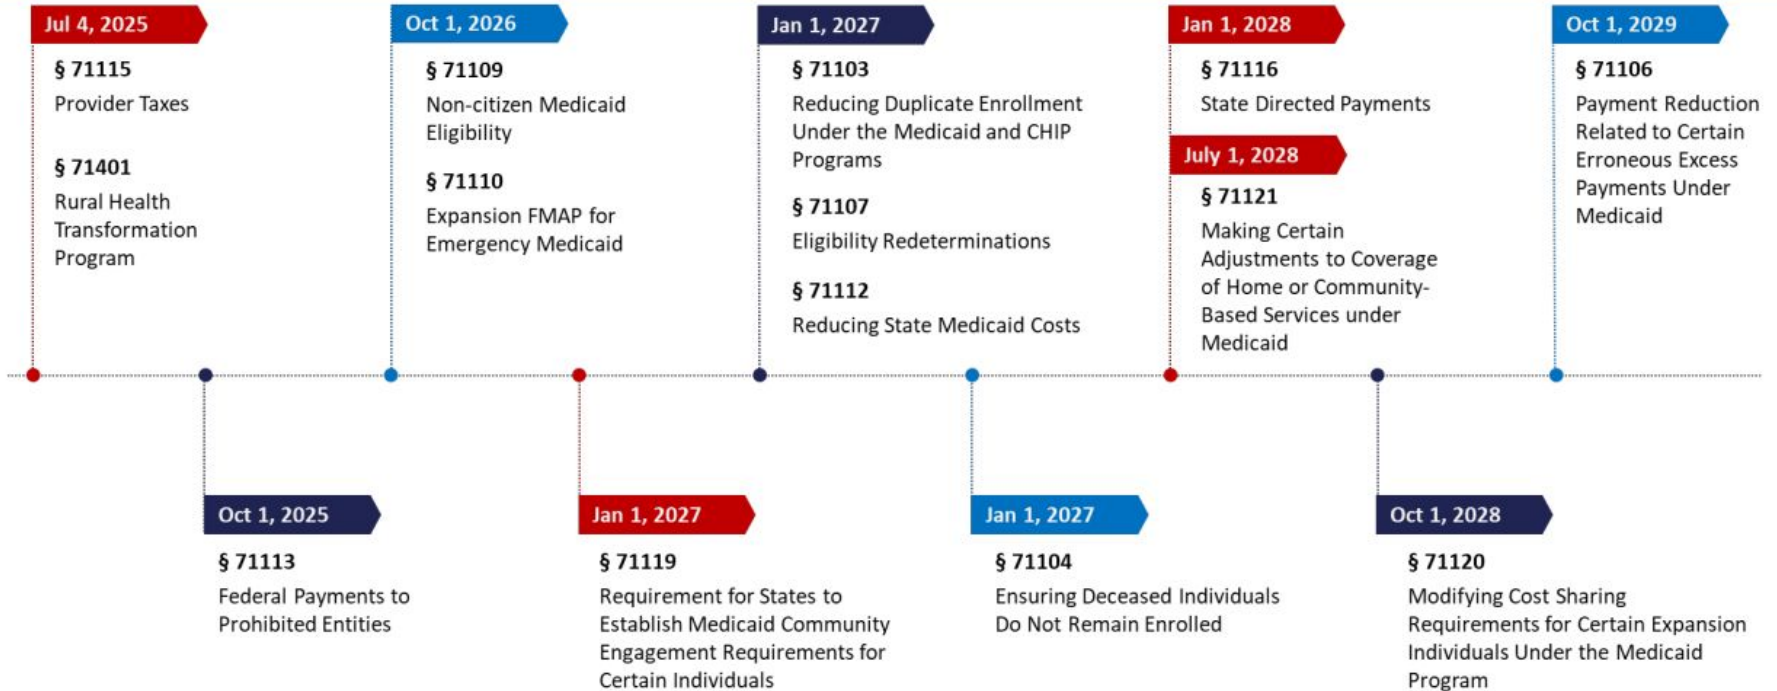 Jul 4, 2025
§ 71115
Provider Taxes
§ 71401
Rural Health
Transformation
Program
Oct 1, 2025
§ 71113
Federal Payments to
Prohibited Entities
Oct 1, 2026
§ 71109
Non-citizen Medicaid
Eligibility
§ 71110
Expansion FMAP for
Emergency Medicaid
Jan 1, 2027
§ 71119
Requirement for States to
Establish Medicaid Community
Engagement Requirements for
Certain Individuals
Jan 1, 2027
§ 71103
Reducing Duplicate Enrollment
Under the Medicaid and CHIP
Programs
§ 71107
Eligibility Redeterminations
§ 71112
Reducing State Medicaid Costs
Jan 1, 2027
§ 71104
Ensuring Deceased Individuals
Do Not Remain Enrolled
Jan 1, 2028
§ 71116
State Directed Payments
July 1, 2028
§ 71121
Making Certain
Adjustments to Coverage
of Home or Community-
Based Services under
Medicaid
Oct 1, 2028
§ 71120
Modifying Cost Sharing
Requirements for Certain Expansion
Individuals Under the Medicaid
Program
Oct 1, 2029
§ 71106
Payment Reduction
Related to Certain
Erroneous Excess
Payments Under
Medicaid